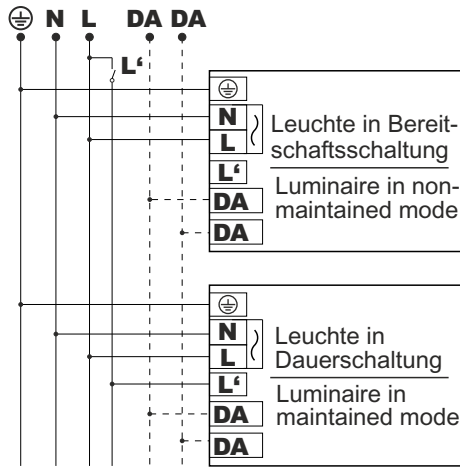 N L DA DA
L‘
N
L
L‘
DA
DA
Leuchte in Bereit-
schaftsschaltung
Luminaire in non-
maintained mode
N
L
L‘
DA
DA
Leuchte in
Dauerschaltung
Luminaire in
maintained mode